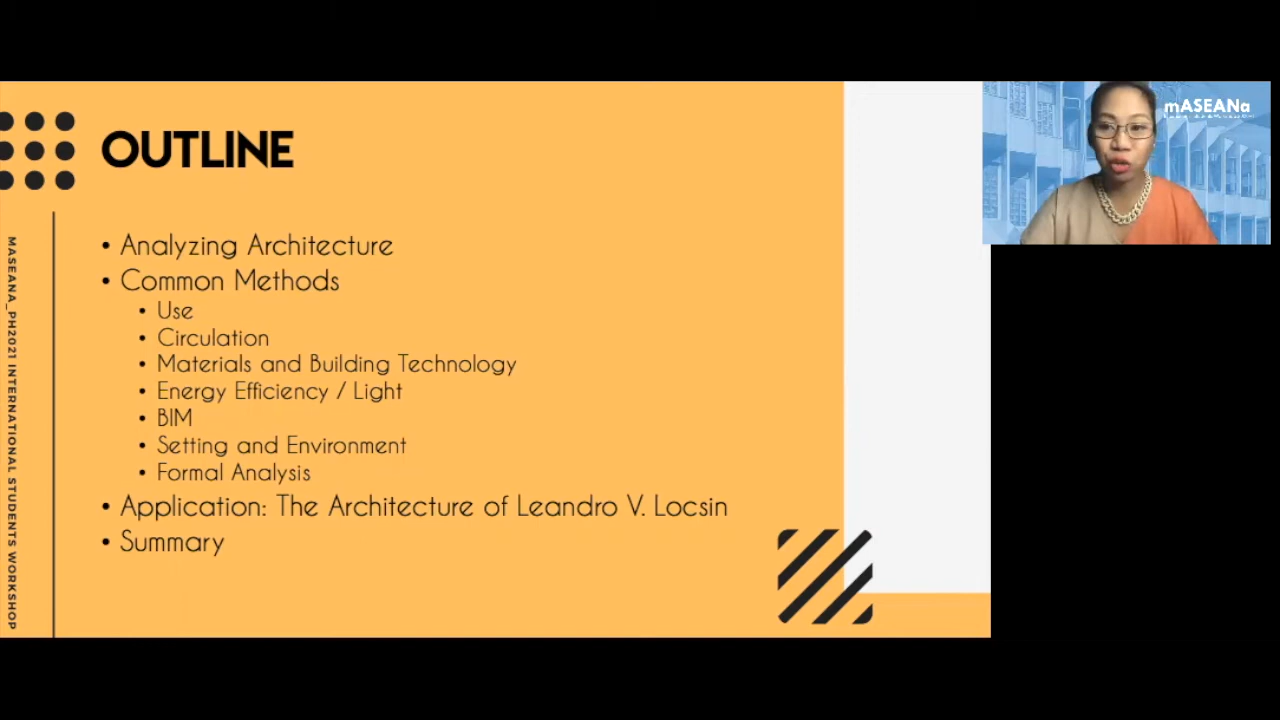 OUTLINE
• Analyzing Architecture
• Common Methods
• Use
• Circulation
• Materials and Building Technology
• Energy Efficiency / Light
• BIM
• Setting and Environment
• Formal Analysis
• Application: The Architecture of Leandro V. Locsin
• Summary
MASEANA_PH2021 INTERNATIONAL STUDENTS WORKSHOP
mASEANa